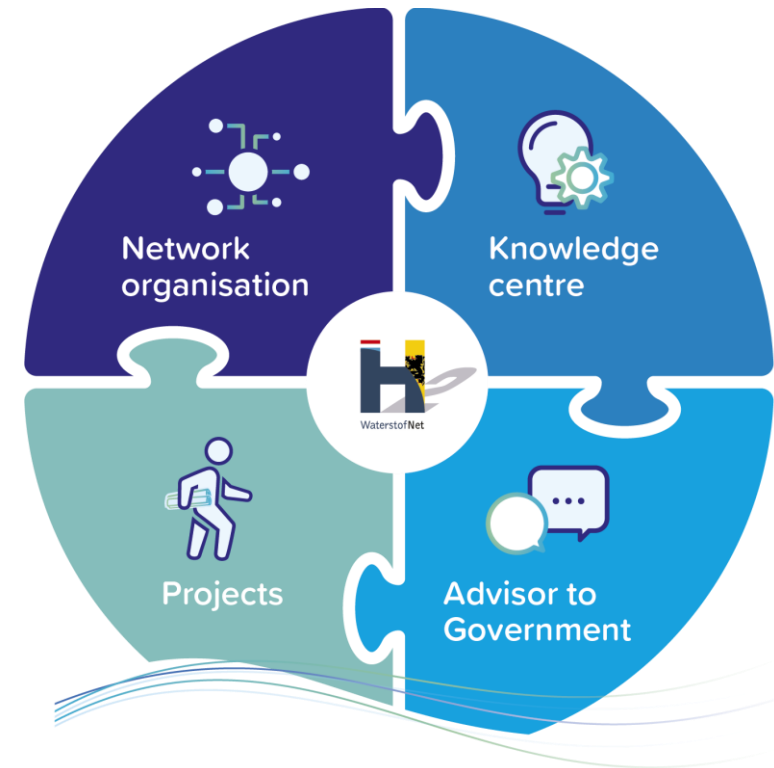 Network
organisation
Knowledge
centre
WaterstofNet
Projects
Advisor to
Government